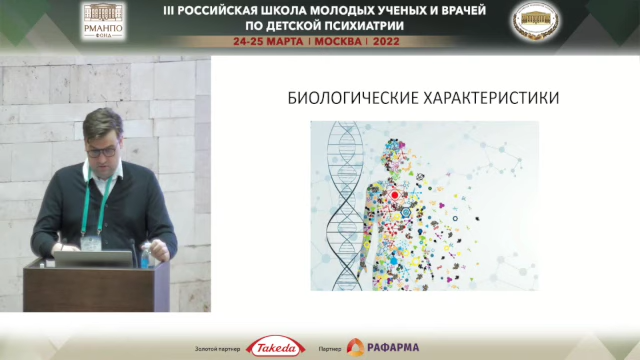 III РОССИЙСКАЯ ШКОЛА МОЛОДЫХ УЧЕНЫХ И ВРАЧЕЙ
ПО ДЕТСКОЙ ПСИХИАТРИИ
24-25 МАРТА | МОСКВА | 2022
РМАНПО
ФОНД
БИОЛОГИЧЕСКИЕ ХАРАКТЕРИСТИКИ
Золотой партнер
Takeda
Партнер
РАФАРМА